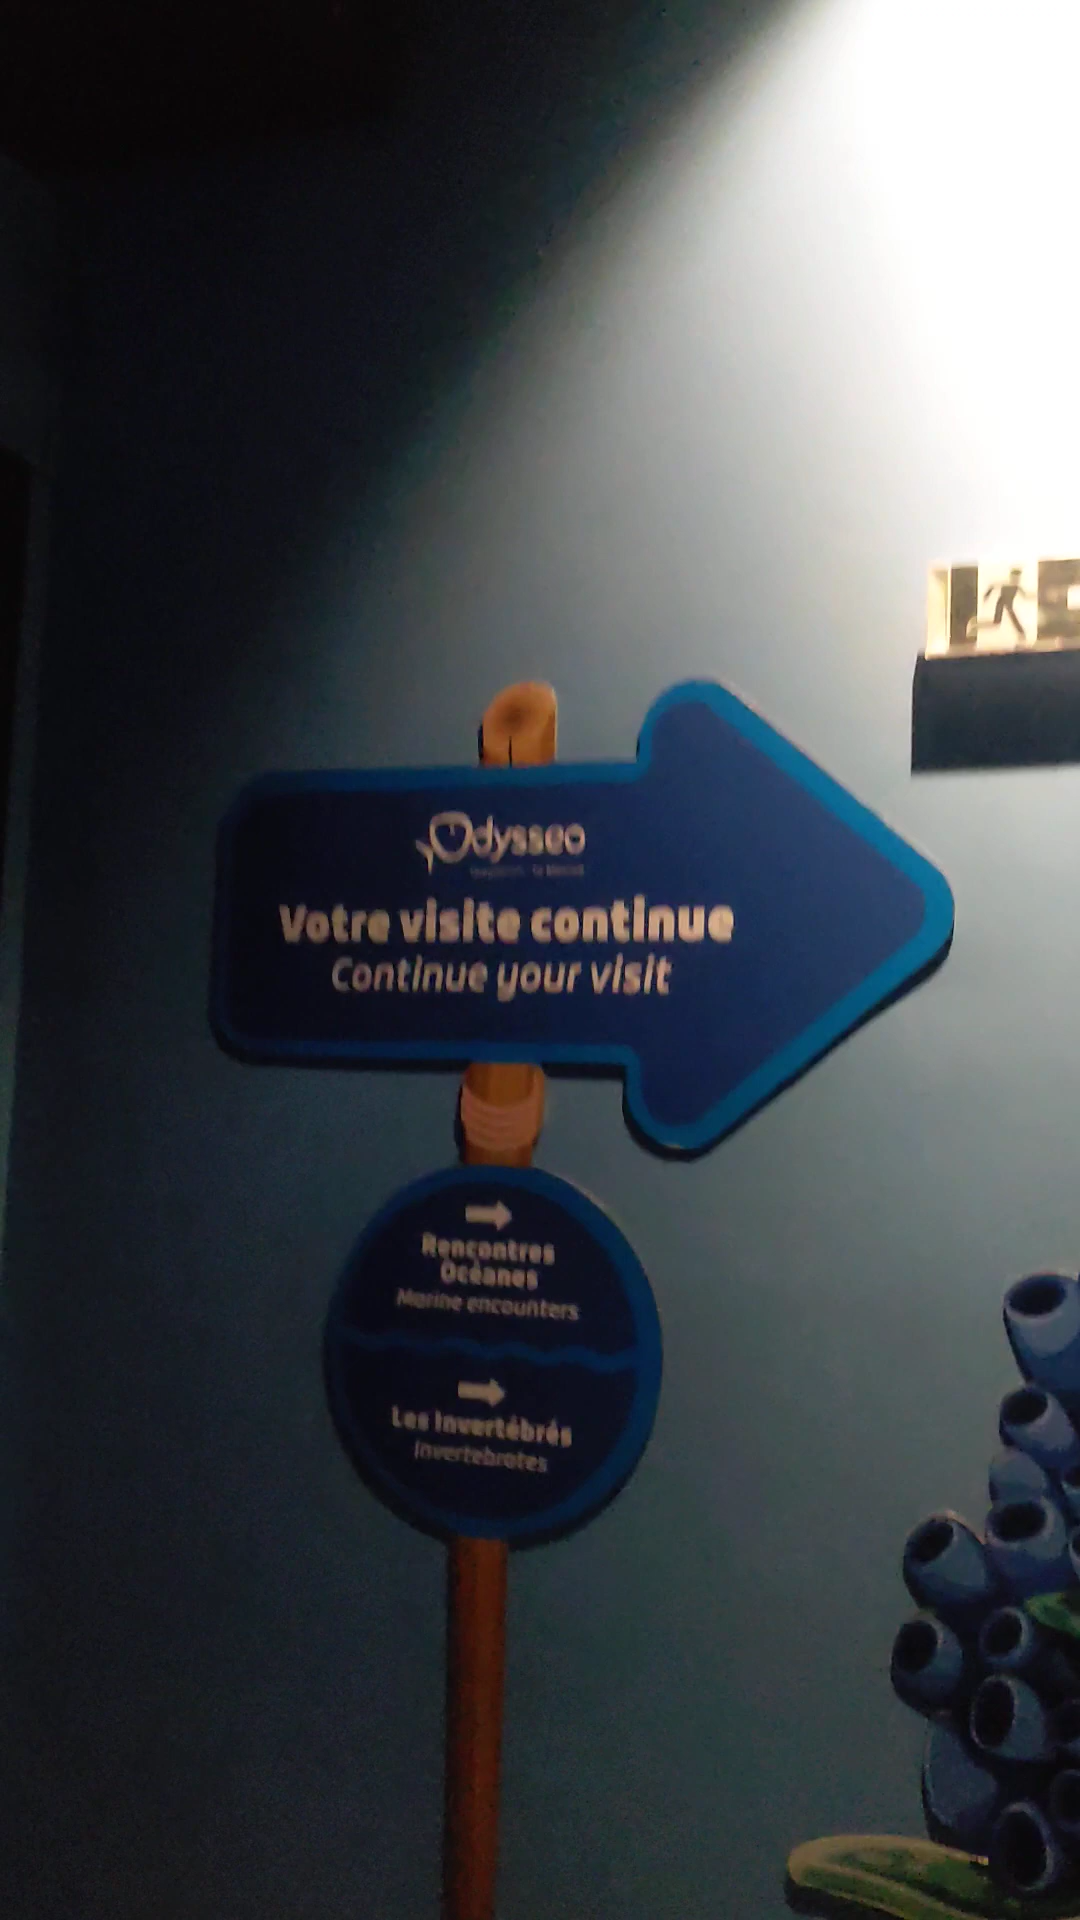 Odysseo
Votre visite continue
Continue your visit
Rencontres
Océanes
Marine encounters
Les Invertébrés
Invertebrates